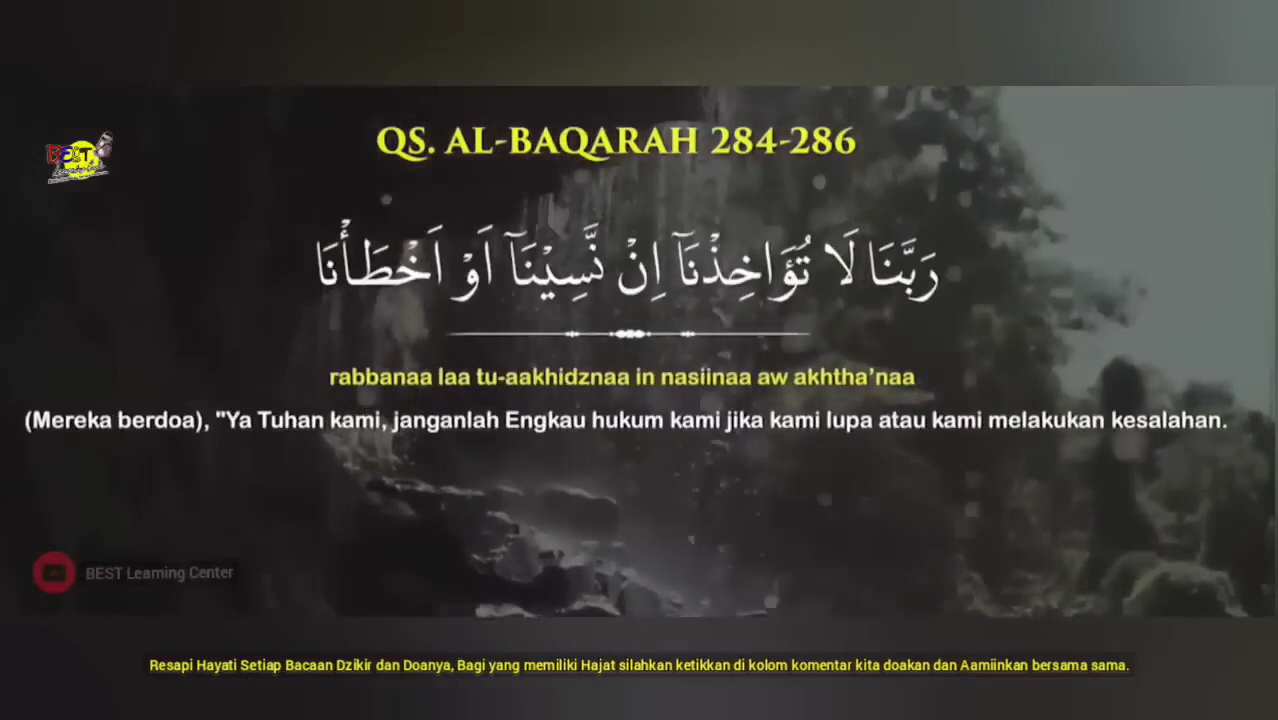 QS. AL-BAQARAH 284-286
BEST
رَبَّنَا لَا تُؤَاخِذْنَآ اِنْ نَّسِيْنَآ اَوْ اَخْطَأْنَا
rabbanaa laa tu-aakhidznaa in nasiinaa aw akhtha’naa
(Mereka berdoa), "Ya Tuhan kami, janganlah Engkau hukum kami jika kami lupa atau kami melakukan kesalahan.
BEST Learning Center
Resapi Hayati Setiap Bacaan Dzikir dan Doanya, Bagi yang memiliki Hajat silahkan ketikkan di kolom komentar kita doakan dan Aamiinkan bersama sama.